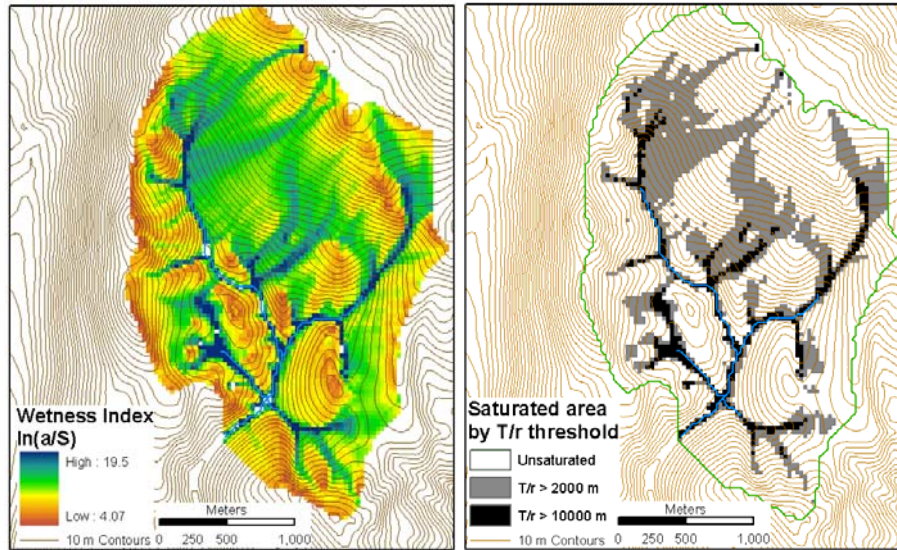 Wetness Index
ln(a/S)
High : 19.5
Low : 4.07
Meters
0 250 500 1,000
10 m Contours
Saturated area
by T/r threshold
Unsaturated
T/r > 2000 m
T/r > 10000 m
Meters
0 250 500 1,000
10 m Contours